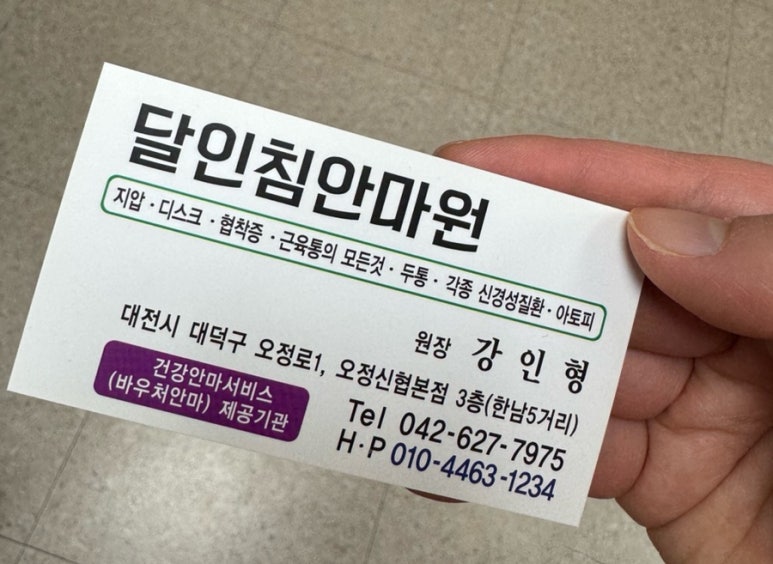 달인침안마원
지압·디스크·협착증·근육통의 모든것·두통·각종 신경성질환·아토피
원장 강인형
대전시 대덕구 오정로1, 오정신협본점 3층(한남5거리)
건강안마서비스
(바우처안마) 제공기관
Tel 042-627-7975
H·P 010-4463-1234